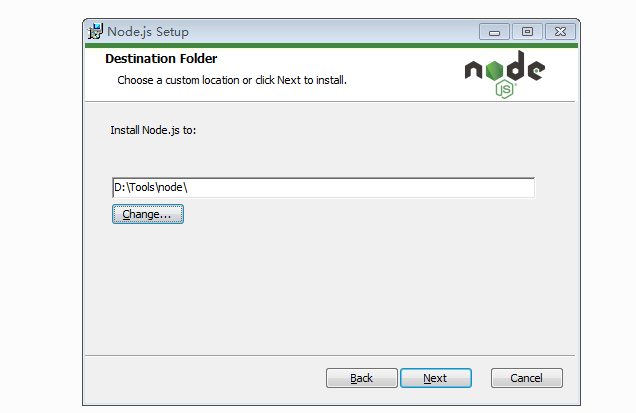 Node.js Setup
Destination Folder
Choose a custom location or click Next to install.
node
JS
Install Node.js to:
D:\Tools\node\
Change...
Back
Next
Cancel